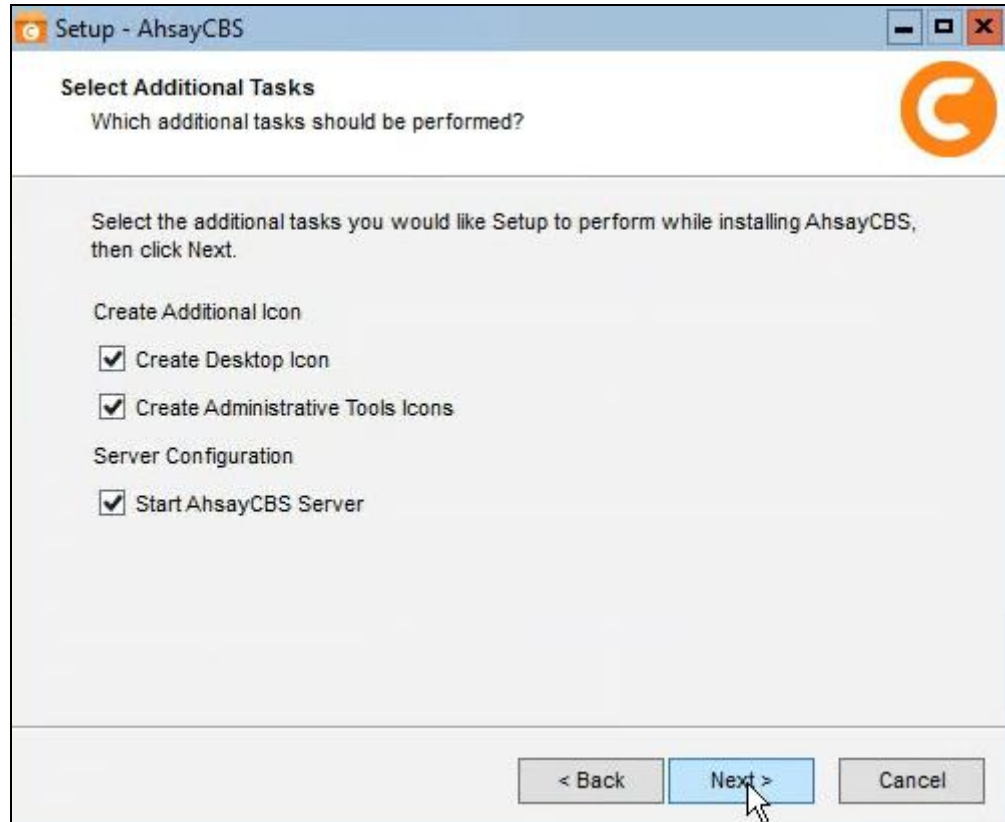 Setup - AhsayCBS
Select Additional Tasks
Which additional tasks should be performed?
Select the additional tasks you would like Setup to perform while installing AhsayCBS,
then click Next.
Create Additional Icon
Create Desktop Icon
Create Administrative Tools Icons
Server Configuration
Start AhsayCBS Server
< Back Next > Cancel